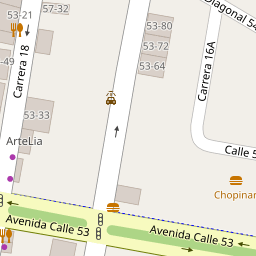 53-21
57-32
Carrera 18
-49
53-80
53-72
53-64
Diagonal 54
Carrera 16A
53-33
ArteLia
Calle 5
Chopinar
Avenida Calle 53
Avenida Calle 53